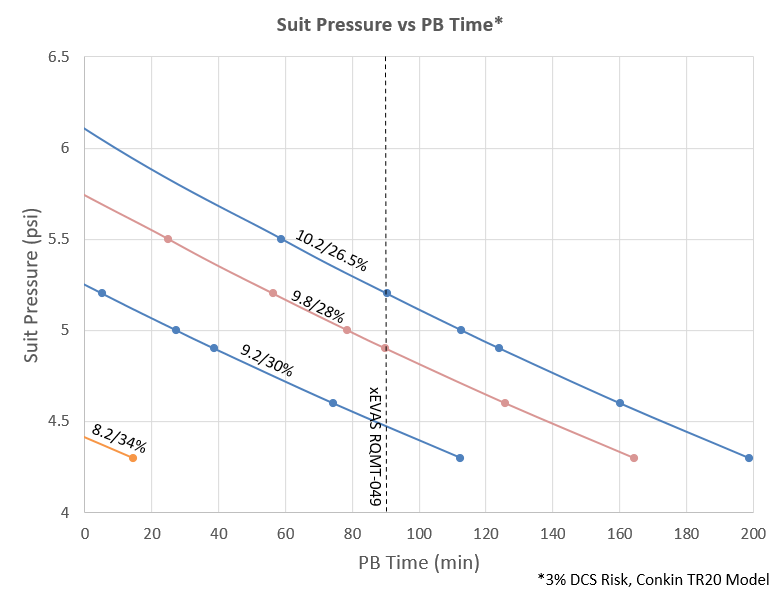 Suit Pressure vs PB Time*
6.5
6
5.5
5
4.5
4
Suit Pressure (psi)
10.2/26.5%
9.8/28%
9.2/30%
8.2/34%
xEVAS RQMT-049
0 20 40 60 80 100 120 140 160 180 200
PB Time (min)
*3% DCS Risk, Conkin TR20 Model